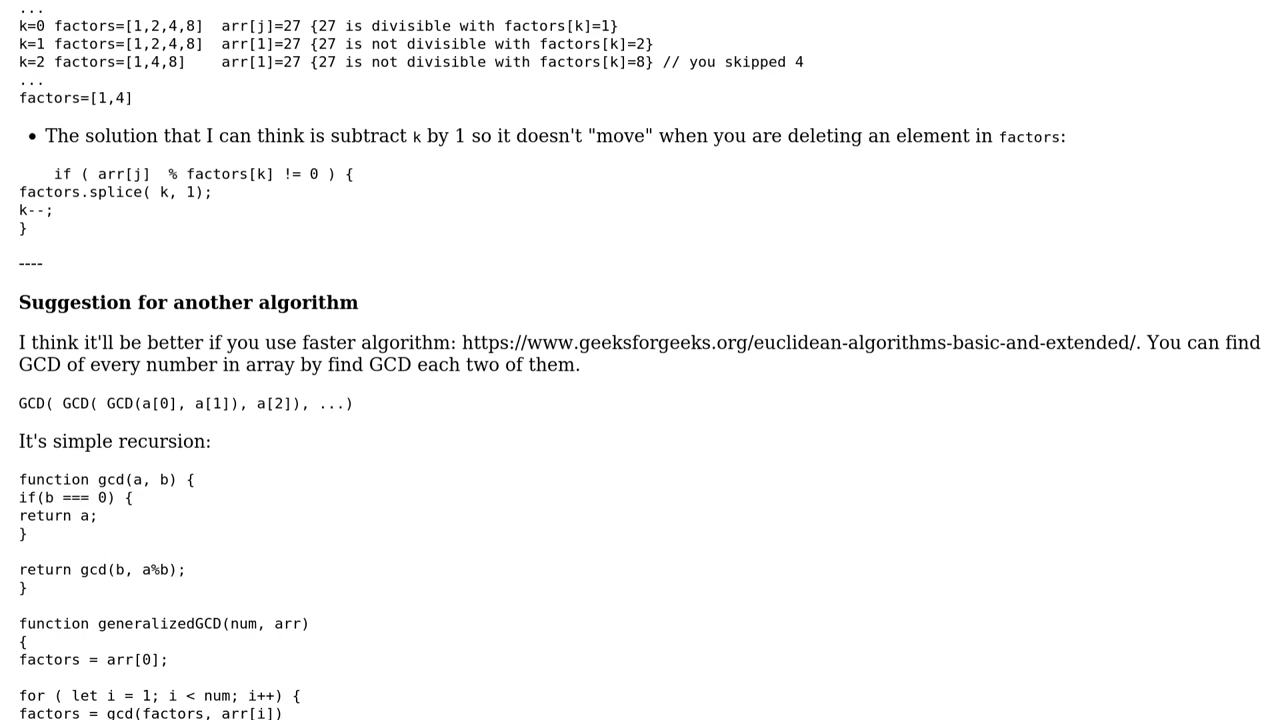 ...
k=0 factors=[1,2,4,8]  arr[j]=27 {27 is divisible with factors[k]=1}
k=1 factors=[1,2,4,8]  arr[1]=27 {27 is not divisible with factors[k]=2}
k=2 factors=[1,4,8]    arr[1]=27 {27 is not divisible with factors[k]=8} // you skipped 4
...
factors=[1,4]
• The solution that I can think is subtract k by 1 so it doesn't "move" when you are deleting an element in factors:
    if ( arr[j]  % factors[k] != 0 ) {
factors.splice( k, 1);
k--;
}
----
Suggestion for another algorithm
I think it'll be better if you use faster algorithm: https://www.geeksforgeeks.org/euclidean-algorithms-basic-and-extended/. You can find
GCD of every number in array by find GCD each two of them.
GCD( GCD( GCD(a[0], a[1]), a[2]), ...)
It's simple recursion:
function gcd(a, b) {
if(b === 0) {
return a;
}
return gcd(b, a%b);
}
function generalizedGCD(num, arr)
{
factors = arr[0];
for ( let i = 1; i < num; i++) {
factors = gcd(factors, arr[i])